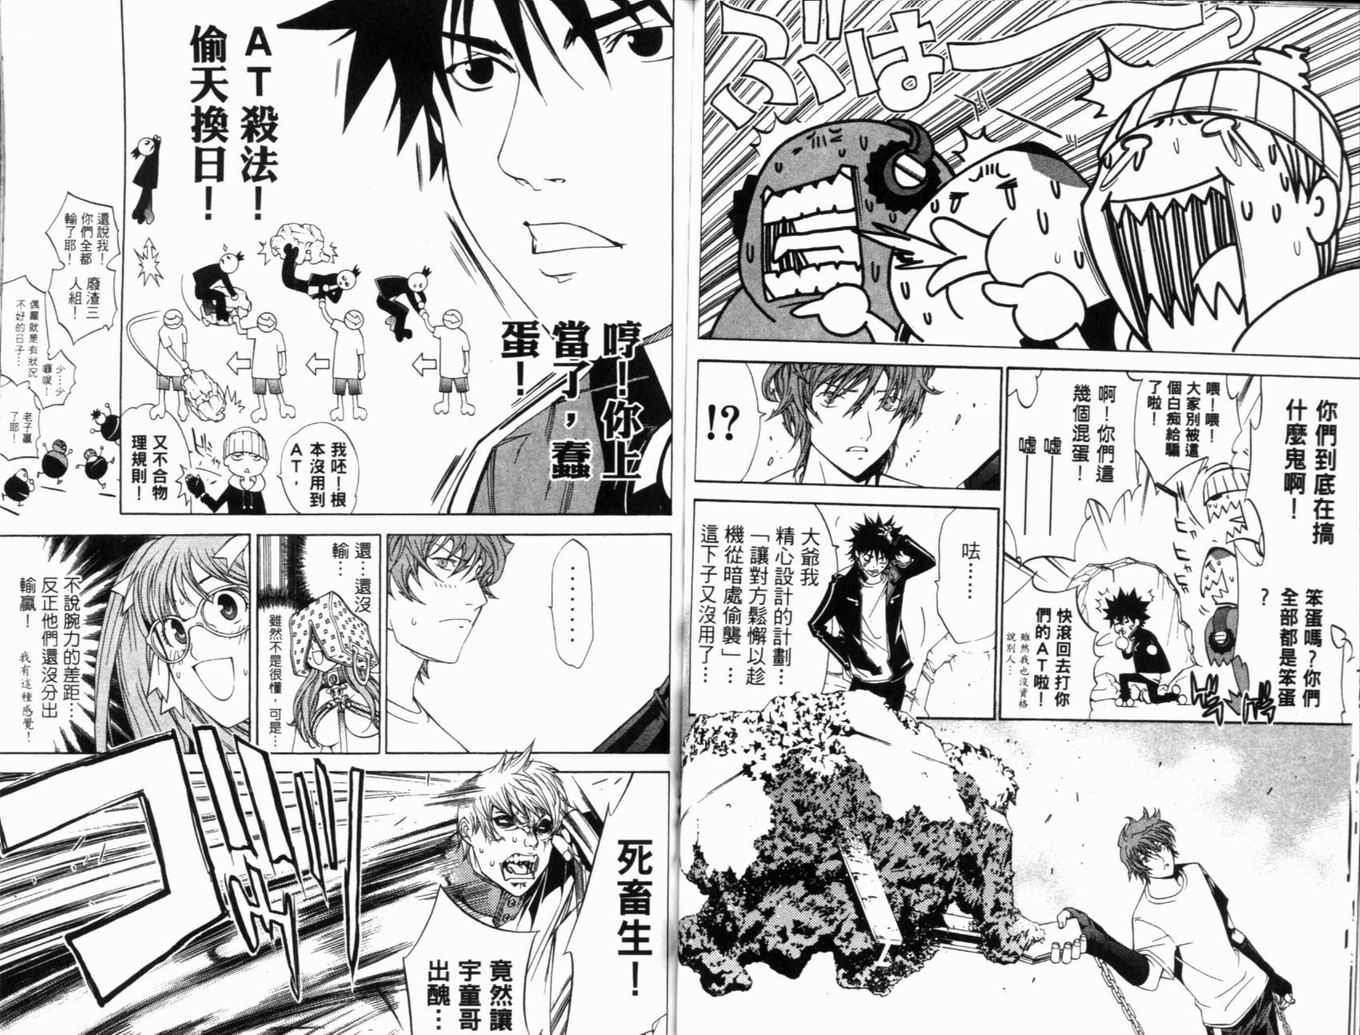 ぶはーっ
你們到底在搞
什麼鬼啊！
笨蛋嗎？你們
全部都是笨蛋
？
喂！喂！
大家別被這
個白痴給騙
了啦！
啊！你們這
幾個混蛋！
噓
噓
快滾回去打你
們的AT啦！
雖然我也沒資格
說別人…
!?
呿……
大爺我
精心設計的計劃…
「讓對方鬆懈以趁
機從暗處偷襲」…
這下子又沒用了…
哼！你上
當了，蠢
蛋！
AT殺法！
偷天換日！
我呸！根
本沒用到
AT，
又不合物
理規則！
還說我！
你們全都
輸了耶！
廢渣三
人組！
少…少
囉唆！
偶爾就是有狀況
不好的日子…
老子贏
了耶！
………
還…還沒
輸…
雖然不是很懂，可是…
不說腕力的差距…
反正他們還沒分出
輸贏！
我有這種感覺！
死畜生！
竟然讓
宇童哥
出醜…